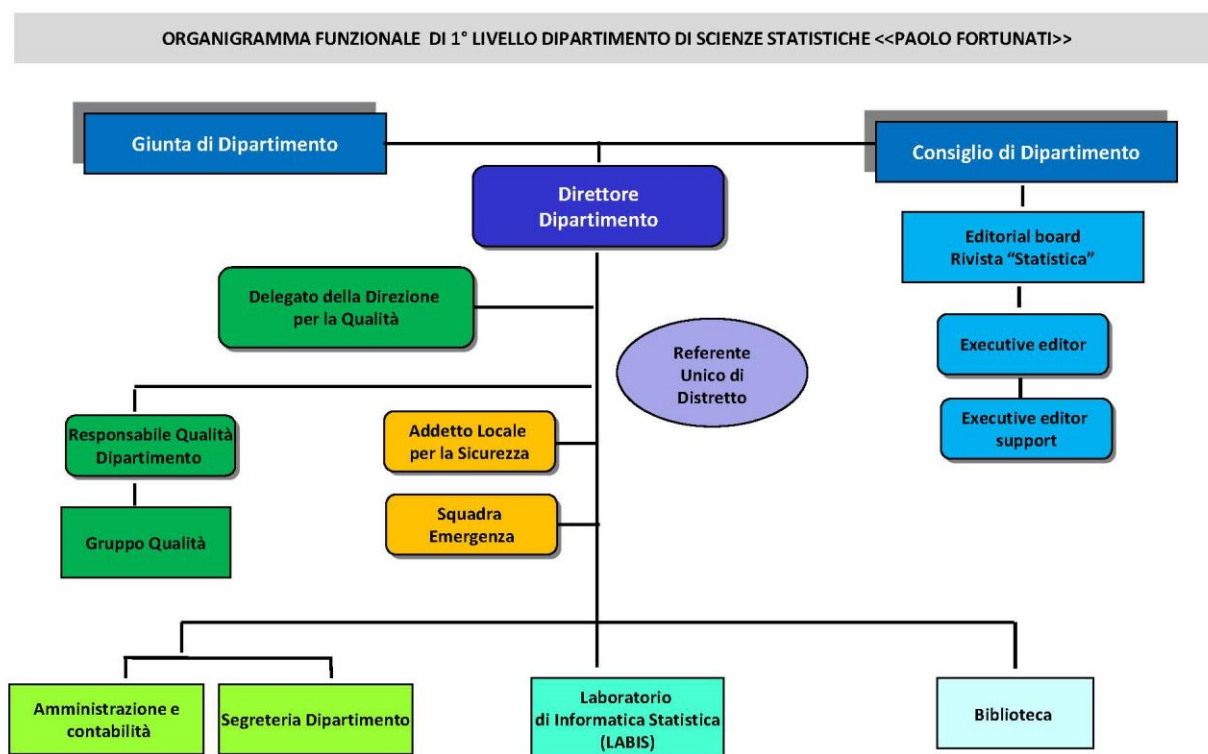 ORGANIGRAMMA FUNZIONALE DI 1° LIVELLO DIPARTIMENTO DI SCIENZE STATISTICHE <<PAOLO FORTUNATI>>
Giunta di Dipartimento
Consiglio di Dipartimento
Direttore
Dipartimento
Editorial board
Rivista “Statistica”
Delegato della Direzione
per la Qualità
Referente
Unico di
Distretto
Executive editor
Responsabile Qualità
Dipartimento
Addetto Locale
per la Sicurezza
Executive editor
support
Gruppo Qualità
Squadra
Emergenza
Amministrazione e
contabilità
Segreteria Dipartimento
Laboratorio
di Informatica Statistica
(LABIS)
Biblioteca